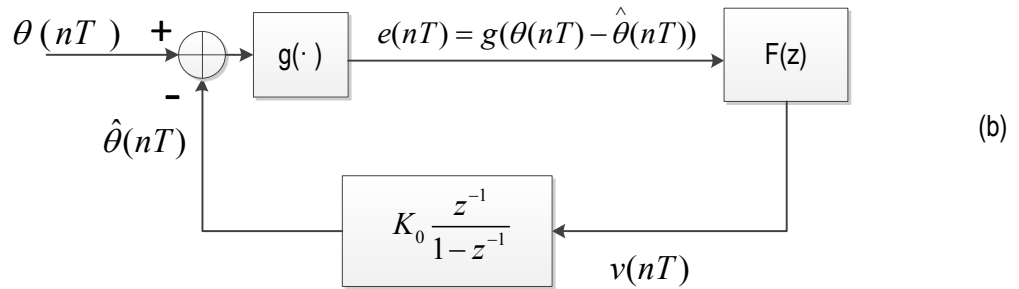 θ(nT) + g(·) e(nT) = g(θ(nT) − θ̂(nT)) F(z)
−
θ̂(nT)
(b)
K₀ z⁻¹ / (1 − z⁻¹)
v(nT)